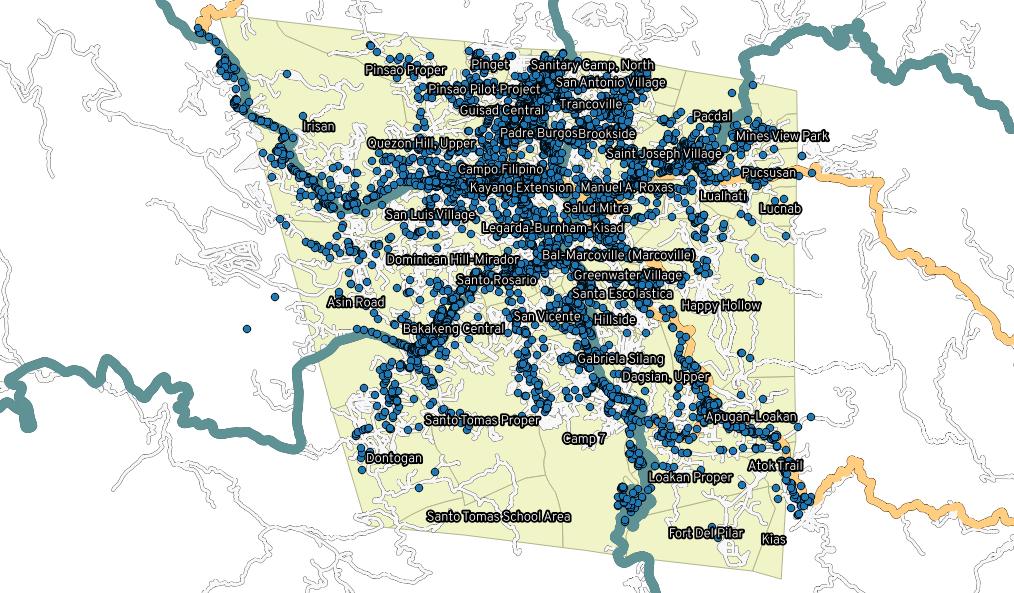 Sanitary Camp, North
Pinget
Pinsao Proper
San Antonio Village
Pinsao Pilot Project
Trancoville
Guisad Central
Pacdal
Irisan
Padre Burgos
Brookside
Mines View Park
Quezon Hill, Upper
Saint Joseph Village
Campo Filipino
Pucsusan
Kayang Extension
Manuel A. Roxas
Lualhati
Salud Mitra
Lucnab
San Luis Village
Legarda-Burnham-Kisad
Bal-Marcoville (Marcoville)
Dominican Hill-Mirador
Greenwater Village
Santo Rosario
Santa Escolastica
Asin Road
Happy Hollow
San Vicente
Hillside
Bakakeng Central
Gabriela Silang
Dagsian, Upper
Apugan-Loakan
Santo Tomas Proper
Camp 7
Dontogan
Atok Trail
Loakan Proper
Santo Tomas School Area
Fort Del Pilar
Kias